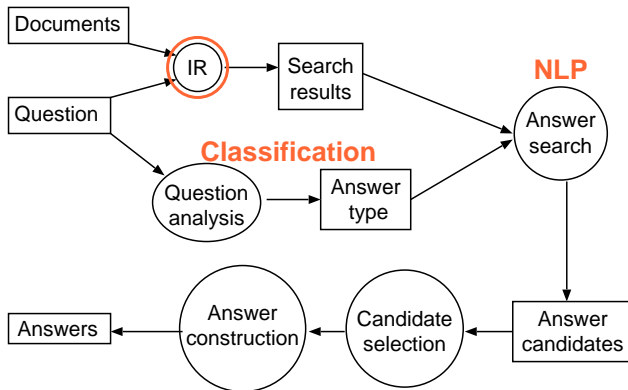 Documents
IR
Search
results
NLP
Question
Answer
search
Classification
Question
analysis
Answer
type
Answers
Answer
construction
Candidate
selection
Answer
candidates